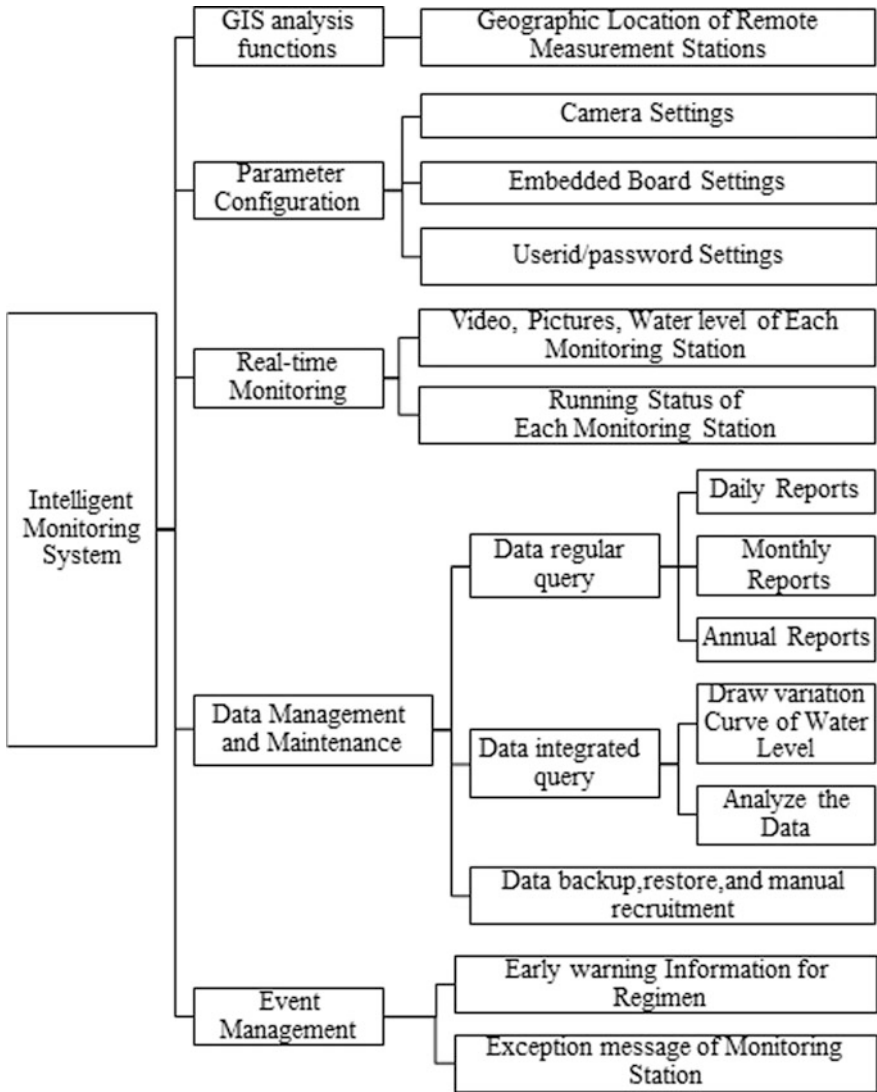 GIS analysis
functions
Geographic Location of Remote
Measurement Stations
Camera Settings
Parameter
Configuration
Embedded Board Settings
Userid/password Settings
Real-time
Monitoring
Video, Pictures, Water level of Each
Monitoring Station
Running Status of
Each Monitoring Station
Intelligent
Monitoring
System
Data Management
and Maintenance
Data regular
query
Daily Reports
Monthly
Reports
Annual Reports
Data integrated
query
Draw variation
Curve of Water
Level
Analyze the
Data
Data backup,restore,and manual
recruitment
Event
Management
Early warning Information for
Regimen
Exception message of Monitoring
Station